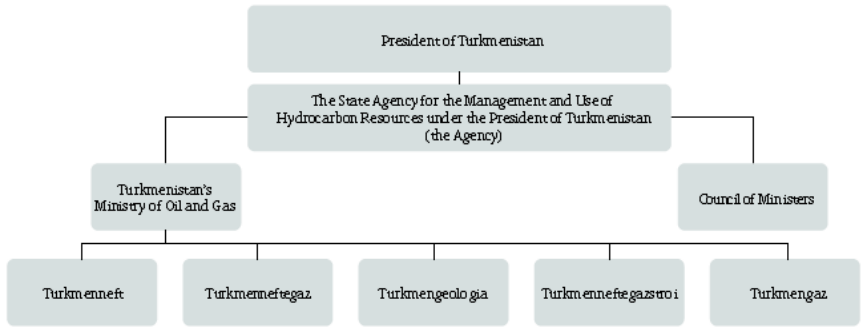 President of Turkmenistan
The State Agency for the Management and Use of
Hydrocarbon Resources under the President of Turkmenistan
(the Agency)
Turkmenistan's
Ministry of Oil and Gas
Council of Ministers
Turkmenneft
Turkmenneftegaz
Turkmengeologia
Turkmenneftegazstroi
Turkmengaz